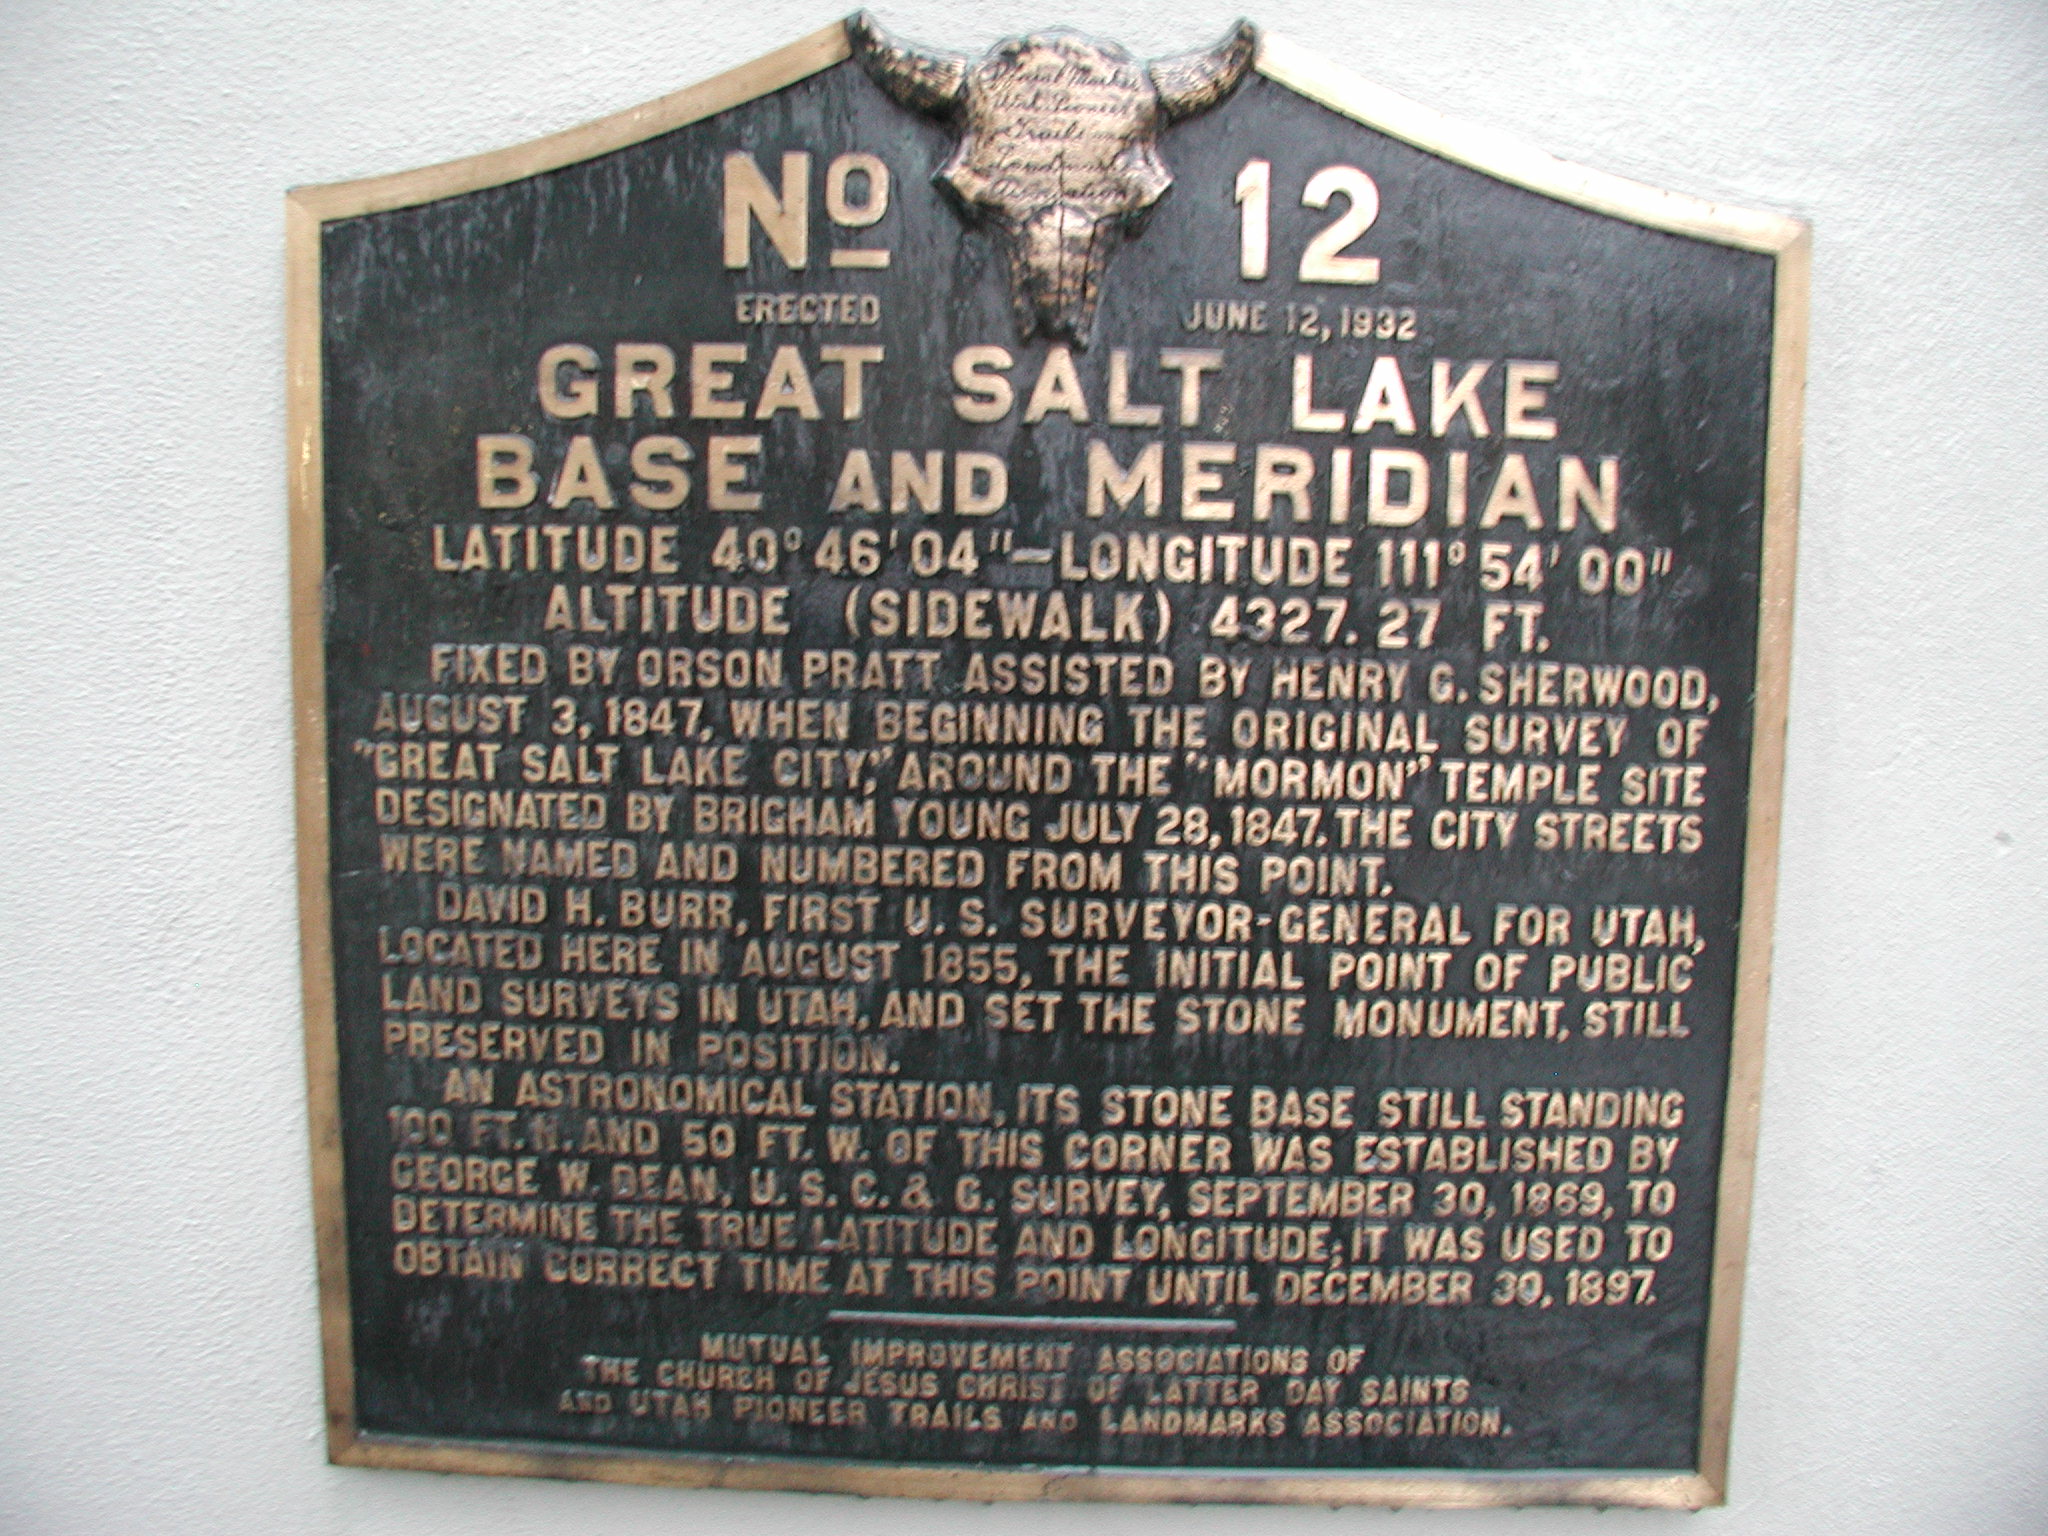 Official Marker
Utah Pioneer
Trails and
Landmarks
Association
No 12
ERECTED JUNE 12, 1932
GREAT SALT LAKE
BASE AND MERIDIAN
LATITUDE 40° 46' 04"—LONGITUDE 111° 54' 00"
ALTITUDE (SIDEWALK) 4327.27 FT.
FIXED BY ORSON PRATT ASSISTED BY HENRY G. SHERWOOD,
AUGUST 3, 1847, WHEN BEGINNING THE ORIGINAL SURVEY OF
"GREAT SALT LAKE CITY," AROUND THE "MORMON" TEMPLE SITE
DESIGNATED BY BRIGHAM YOUNG JULY 28, 1847. THE CITY STREETS
WERE NAMED AND NUMBERED FROM THIS POINT.
DAVID H. BURR, FIRST U. S. SURVEYOR-GENERAL FOR UTAH,
LOCATED HERE IN AUGUST 1855, THE INITIAL POINT OF PUBLIC
LAND SURVEYS IN UTAH, AND SET THE STONE MONUMENT, STILL
PRESERVED IN POSITION.
AN ASTRONOMICAL STATION, ITS STONE BASE STILL STANDING
100 FT. N. AND 50 FT. W. OF THIS CORNER WAS ESTABLISHED BY
GEORGE W. DEAN, U. S. C. & G. SURVEY, SEPTEMBER 30, 1869, TO
DETERMINE THE TRUE LATITUDE AND LONGITUDE; IT WAS USED TO
OBTAIN CORRECT TIME AT THIS POINT UNTIL DECEMBER 30, 1897.
MUTUAL IMPROVEMENT ASSOCIATIONS OF
THE CHURCH OF JESUS CHRIST OF LATTER DAY SAINTS
AND UTAH PIONEER TRAILS AND LANDMARKS ASSOCIATION.